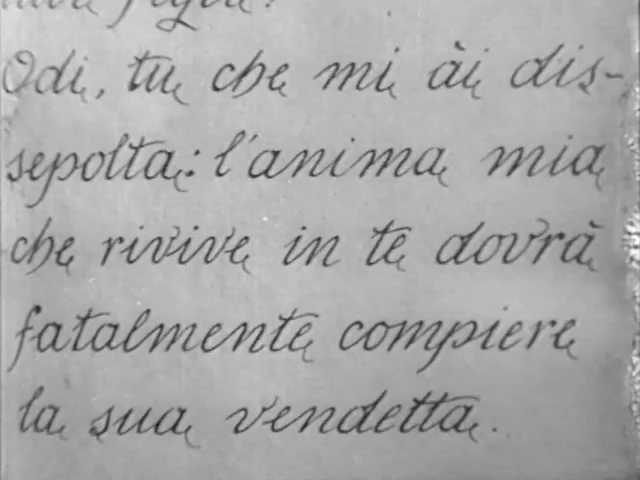 Odi, tu che mi ài dis-
sepolta: l'anima mia
che rivive in te dovrà
fatalmente compiere
la sua vendetta.